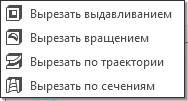 Вырезать выдавливанием
Вырезать вращением
Вырезать по траектории
Вырезать по сечениям